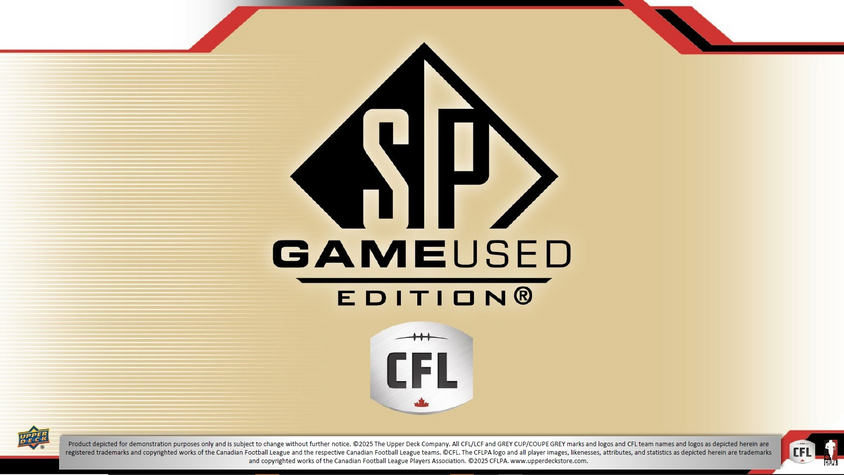 SP
GAMEUSED
EDITION®
CFL
UPPER
DECK
Product depicted for demonstration purposes only and is subject to change without further notice. ©2025 The Upper Deck Company. All CFL/LCF and GREY CUP/COUPE GREY marks and logos and CFL team names and logos as depicted herein are
registered trademarks and copyrighted works of the Canadian Football League and the respective Canadian Football League teams. ©CFL. The CFLPA logo and all player images, likenesses, attributes, and statistics as depicted herein are trademarks
and copyrighted works of the Canadian Football League Players Association. ©2025 CFLPA. www.upperdeckstore.com.
CFL